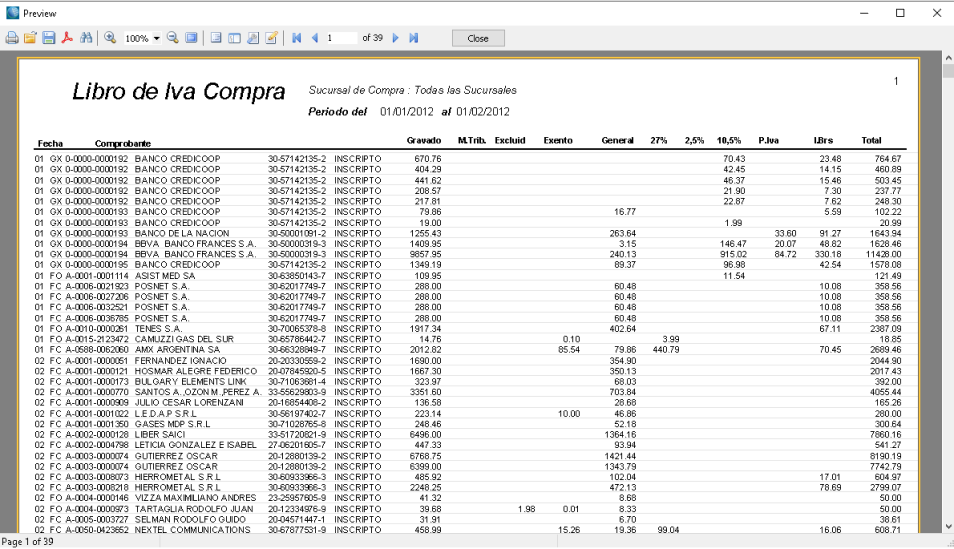 Preview
100%
1 of 39
Close
1
Libro de Iva Compra Sucursal de Compra : Todas las Sucursales
Periodo del 01/01/2012 al 01/02/2012
Fecha Comprobante Gravado M.Trib. Excluid Exento General 27% 2,5% 10,5% P.Iva I.Brs Total
01 GX 0-0000-0000192 BANCO CREDICOOP 30-57142135-2 INSCRIPTO 670.76 70.43 23.48 764.67
01 GX 0-0000-0000192 BANCO CREDICOOP 30-57142135-2 INSCRIPTO 404.29 42.45 14.15 460.89
01 GX 0-0000-0000192 BANCO CREDICOOP 30-57142135-2 INSCRIPTO 441.62 46.37 15.46 503.45
01 GX 0-0000-0000192 BANCO CREDICOOP 30-57142135-2 INSCRIPTO 208.57 21.90 7.30 237.77
01 GX 0-0000-0000192 BANCO CREDICOOP 30-57142135-2 INSCRIPTO 217.81 22.87 7.62 248.30
01 GX 0-0000-0000193 BANCO CREDICOOP 30-57142135-2 INSCRIPTO 79.86 16.77 5.59 102.22
01 GX 0-0000-0000193 BANCO CREDICOOP 30-57142135-2 INSCRIPTO 19.00 1.99 20.99
01 GX 0-0000-0000193 BANCO DE LA NACION 30-50001091-2 INSCRIPTO 1255.43 263.64 33.60 91.27 1643.94
01 GX 0-0000-0000194 BBVA BANCO FRANCES S.A. 30-50000319-3 INSCRIPTO 1409.95 3.15 146.47 20.07 48.82 1628.46
01 GX 0-0000-0000194 BBVA BANCO FRANCES S.A. 30-50000319-3 INSCRIPTO 9857.95 240.13 915.02 84.72 330.18 11428.00
01 GX 0-0000-0000195 BANCO CREDICOOP 30-57142135-2 INSCRIPTO 1349.19 89.37 96.98 42.54 1578.08
01 FO A-0001-0001114 ASIST MED SA 30-63850143-7 INSCRIPTO 109.95 11.54 121.49
01 FC A-0006-0021923 POSNET S.A. 30-62017749-7 INSCRIPTO 288.00 60.48 10.08 358.56
01 FC A-0006-0027206 POSNET S.A. 30-62017749-7 INSCRIPTO 288.00 60.48 10.08 358.56
01 FC A-0006-0032521 POSNET S.A. 30-62017749-7 INSCRIPTO 288.00 60.48 10.08 358.56
01 FC A-0006-0036785 POSNET S.A. 30-62017749-7 INSCRIPTO 288.00 60.48 10.08 358.56
01 FO A-0010-0000261 TENES S.A. 30-70065378-8 INSCRIPTO 1917.34 402.64 67.11 2387.09
01 FO A-0015-2123472 CAMUZZI GAS DEL SUR 30-65786442-7 INSCRIPTO 14.76 0.10 3.99 18.85
01 FC A-0588-0062060 AMX ARGENTINA SA 30-66328849-7 INSCRIPTO 2012.82 85.54 79.86 440.79 70.45 2689.46
02 FC A-0001-0000051 FERNANDEZ IGNACIO 20-20330559-2 INSCRIPTO 1690.00 354.90 2044.90
02 FC A-0001-0000121 HOSMAR ALEGRE FEDERICO 20-07845920-5 INSCRIPTO 1667.30 350.13 2017.43
02 FC A-0001-0000173 BULGARY ELEMENTS LINK 30-71063681-4 INSCRIPTO 323.97 68.03 392.00
02 FC A-0001-0000770 SANTOS A.,OZON M.,PEREZ A. 33-55629803-9 INSCRIPTO 3351.60 703.84 4055.44
02 FC A-0001-0000909 JULIO CESAR LORENZANI 20-16854408-2 INSCRIPTO 136.58 28.68 165.26
02 FC A-0001-0001022 L.E.D.A.P S.R.L 30-56197402-7 INSCRIPTO 223.14 10.00 46.86 280.00
02 FC A-0001-0001350 GASES MDP S.R.L 30-71028765-8 INSCRIPTO 248.46 52.18 300.64
02 FC A-0002-0000128 LIBER SAICI 33-51720821-9 INSCRIPTO 6496.00 1364.16 7860.16
02 FC A-0002-0004798 LETICIA GONZALEZ E ISABEL 27-06201605-7 INSCRIPTO 447.33 93.94 541.27
02 FC A-0003-0000074 GUTIERREZ OSCAR 20-12880139-2 INSCRIPTO 6768.75 1421.44 8190.19
02 FC A-0003-0000074 GUTIERREZ OSCAR 20-12880139-2 INSCRIPTO 6399.00 1343.79 7742.79
02 FC A-0003-0008073 HIERROMETAL S.R.L 30-60933966-3 INSCRIPTO 485.92 102.04 17.01 604.97
02 FC A-0003-0008218 HIERROMETAL S.R.L 30-60933966-3 INSCRIPTO 2248.25 472.13 78.69 2799.07
02 FC A-0004-0000146 VIZZA MAXIMILIANO ANDRES 23-25957605-9 INSCRIPTO 41.32 8.68 50.00
02 FO A-0004-0000973 TARTAGLIA RODOLFO JUAN 20-12334976-9 INSCRIPTO 39.68 1.98 0.01 8.33 50.00
02 FC A-0005-0003727 SELMAN RODOLFO GUIDO 20-04571447-1 INSCRIPTO 31.91 6.70 38.61
02 FC A-0050-0423652 NEXTEL COMMUNICATIONS 30-67877531-9 INSCRIPTO 458.99 15.26 19.36 99.04 16.06 608.71
Page 1 of 39